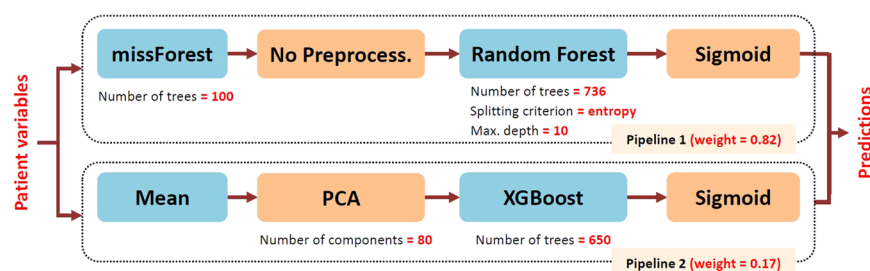 Patient variables
missForest
No Preprocess.
Random Forest
Sigmoid
Number of trees = 100
Number of trees = 736
Splitting criterion = entropy
Max. depth = 10
Pipeline 1 (weight = 0.82)
Mean
PCA
XGBoost
Sigmoid
Number of components = 80
Number of trees = 650
Pipeline 2 (weight = 0.17)
Predictions